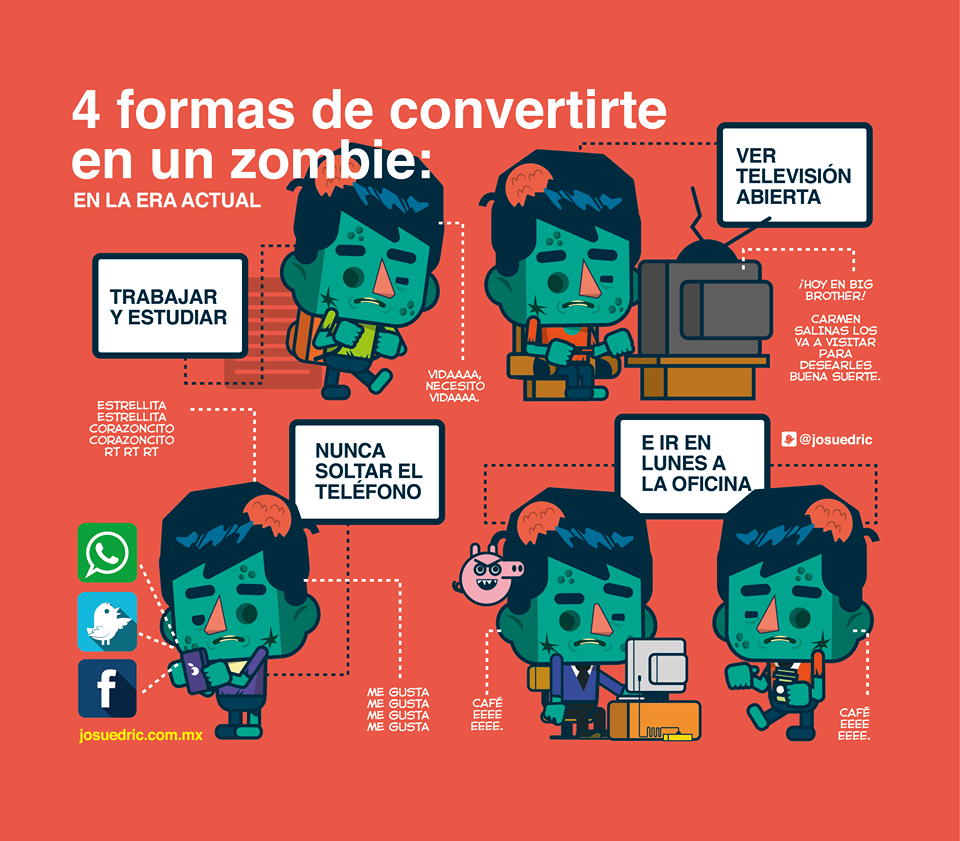 4 formas de convertirte
en un zombie:
EN LA ERA ACTUAL
TRABAJAR
Y ESTUDIAR
VIDAAAA,
NECESITO
VIDAAAA.
VER
TELEVISIÓN
ABIERTA
¡HOY EN BIG
BROTHER!
CARMEN
SALINAS LOS
VA A VISITAR
PARA
DESEARLES
BUENA SUERTE.
ESTRELLITA
ESTRELLITA
CORAZONCITO
CORAZONCITO
RT RT RT
NUNCA
SOLTAR EL
TELÉFONO
ME GUSTA
ME GUSTA
ME GUSTA
ME GUSTA
f
josuedric.com.mx
E IR EN
LUNES A
LA OFICINA
@josuedric
CAFÉ
EEEE
EEEE.
CAFÉ
EEEE
EEEE.